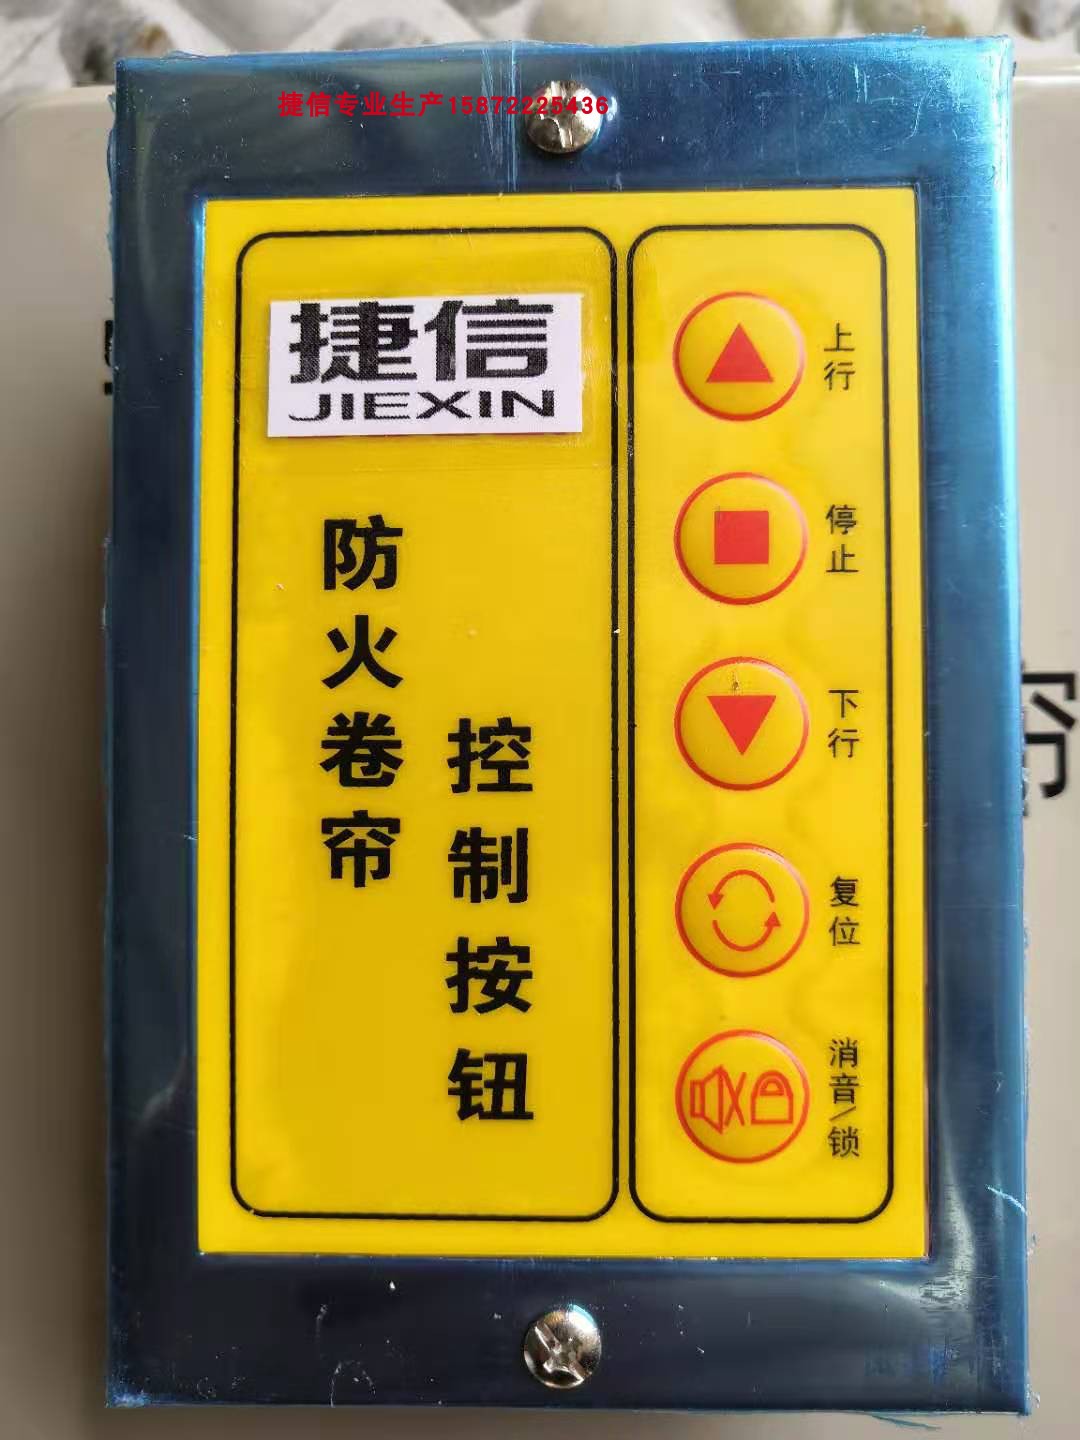 捷信专业生产15872225436
捷信
JIEXIN
防火卷帘
控制按钮
上行
停止
下行
复位
消音/锁
帘